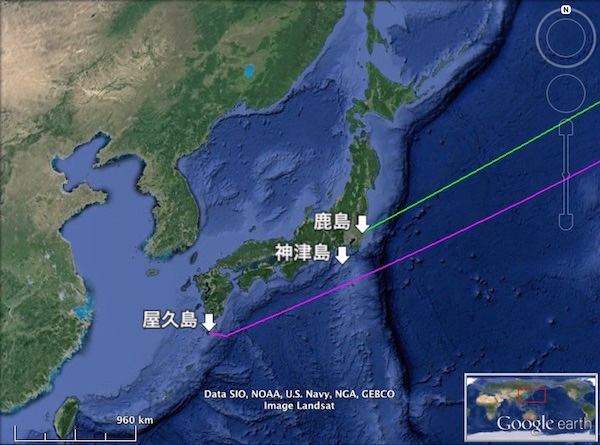 N
鹿島
神津島
屋久島
Data SIO, NOAA, U.S. Navy, NGA, GEBCO
Image Landsat
960 km
Google earth